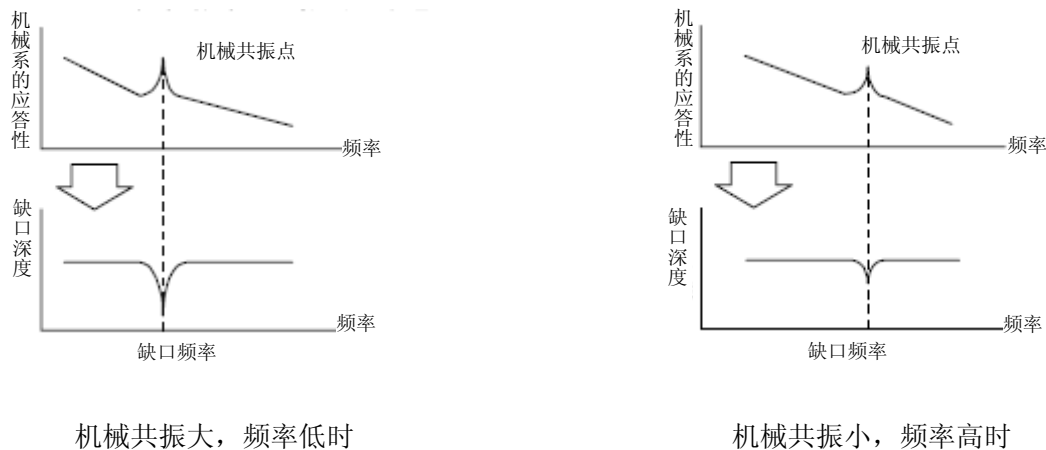 机械系的应答性
机械共振点
频率
缺口深度
频率
缺口频率
机械共振大，频率低时
机械系的应答性
机械共振点
频率
缺口深度
频率
缺口频率
机械共振小，频率高时